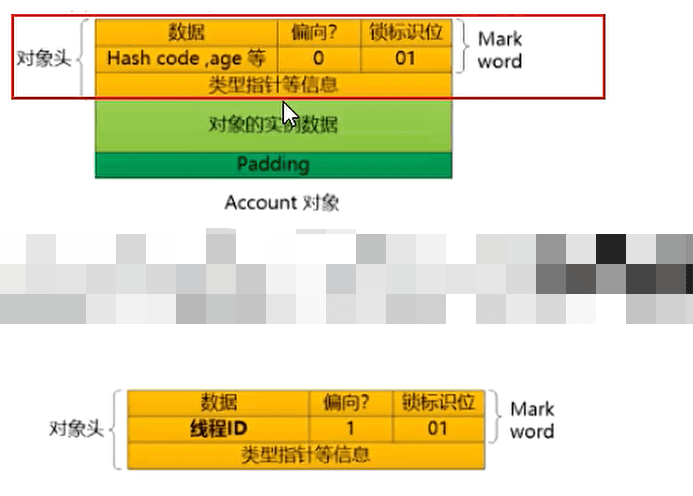 数据 偏向? 锁标识位
对象头 Hash code ,age 等 0 01 Mark word
类型指针等信息
对象的实例数据
Padding
Account 对象
数据 偏向? 锁标识位
对象头 线程ID 1 01 Mark word
类型指针等信息